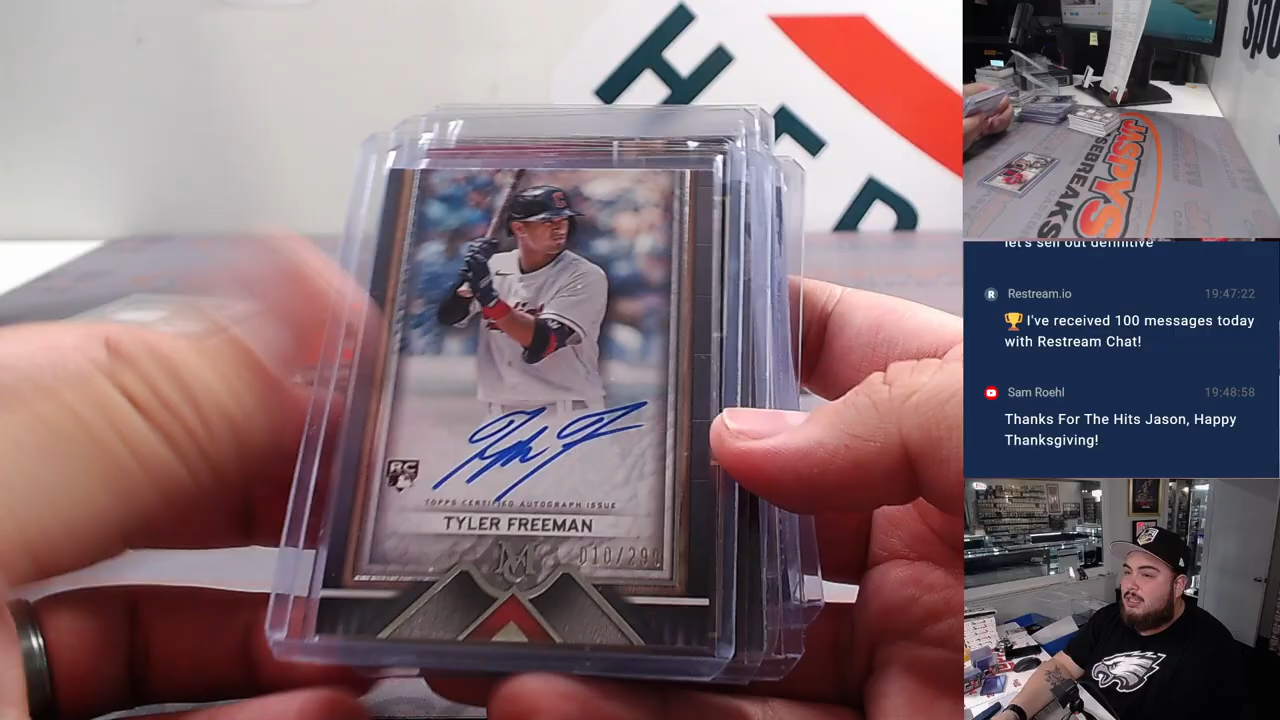 TYLER FREEMAN
TOPPS CERTIFIED AUTOGRAPH ISSUE
RC
M
010/299
JASPYS
CASEBREAKS
let's sell out definitive
R Restream.io 19:47:22
🏆 I've received 100 messages today
with Restream Chat!
Sam Roehl 19:48:58
Thanks For The Hits Jason, Happy
Thanksgiving!